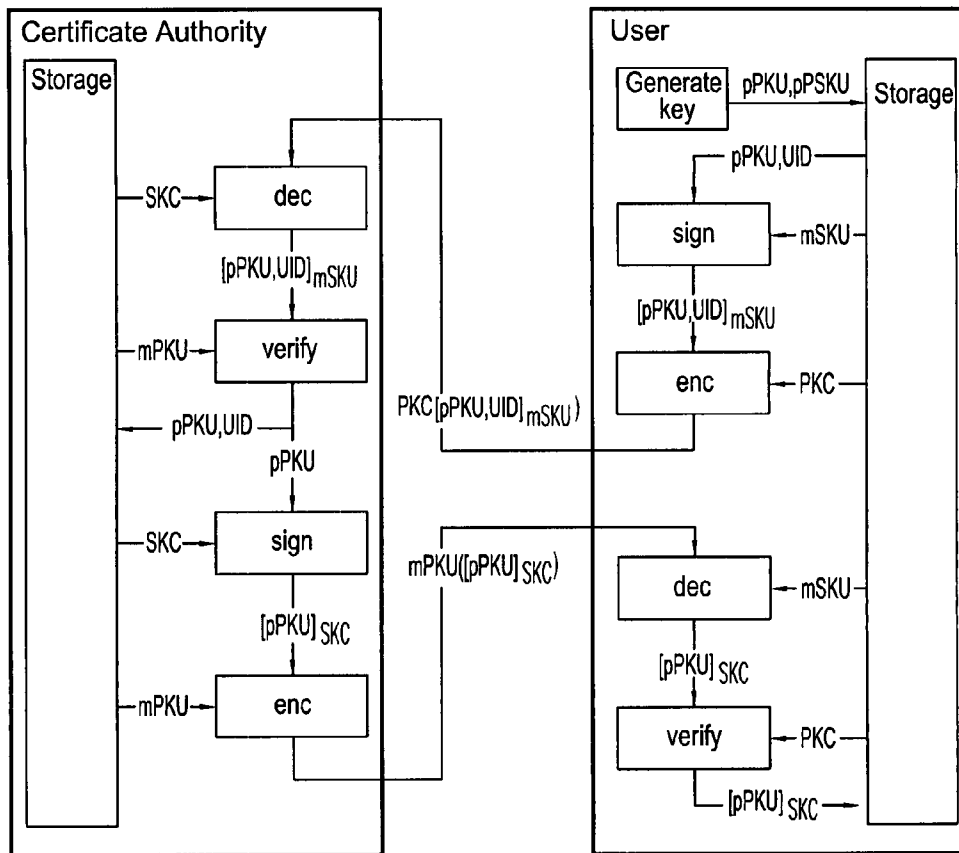 Certificate Authority
Storage
SKC
dec
[pPKU,UID]mSKU
mPKU
verify
pPKU,UID
pPKU
SKC
sign
[pPKU]SKC
mPKU
enc
PKC[pPKU,UID]mSKU)
mPKU([pPKU]SKC)
User
Generate
key
pPKU,pPSKU
Storage
pPKU,UID
sign
mSKU
[pPKU,UID]mSKU
enc
PKC
dec
mSKU
[pPKU]SKC
verify
PKC
[pPKU]SKC